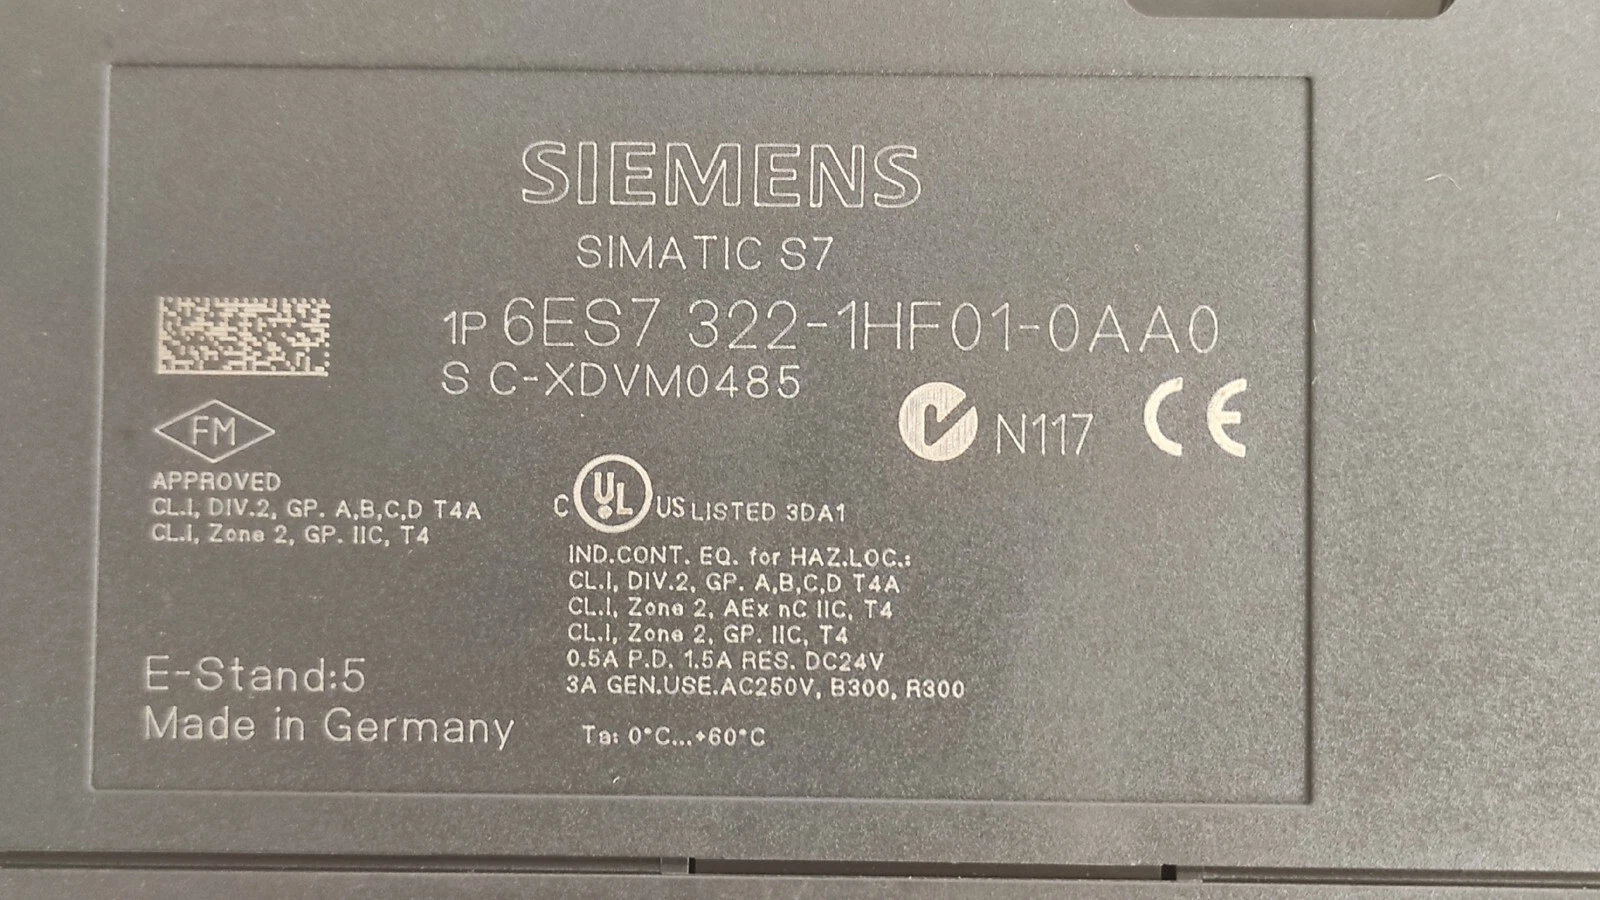 SIEMENS
SIMATIC S7
1P 6ES7 322-1HF01-0AA0
S C-XDVM0485
N117 CE
FM
APPROVED
CL.I, DIV.2, GP. A,B,C,D T4A
CL.I, Zone 2, GP. IIC, T4
C UL US LISTED 3DA1
IND.CONT. EQ. for HAZ.LOC.:
CL.I, DIV.2, GP. A,B,C,D T4A
CL.I, Zone 2, AEx nC IIC, T4
CL.I, Zone 2, GP. IIC, T4
0.5A P.D. 1.5A RES. DC24V
3A GEN.USE.AC250V, B300, R300
Ta: 0°C...+60°C
E-Stand:5
Made in Germany